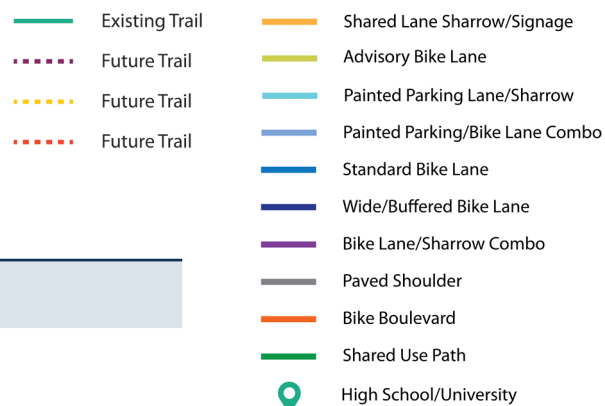 Existing Trail
Future Trail
Future Trail
Future Trail
Shared Lane Sharrow/Signage
Advisory Bike Lane
Painted Parking Lane/Sharrow
Painted Parking/Bike Lane Combo
Standard Bike Lane
Wide/Buffered Bike Lane
Bike Lane/Sharrow Combo
Paved Shoulder
Bike Boulevard
Shared Use Path
High School/University